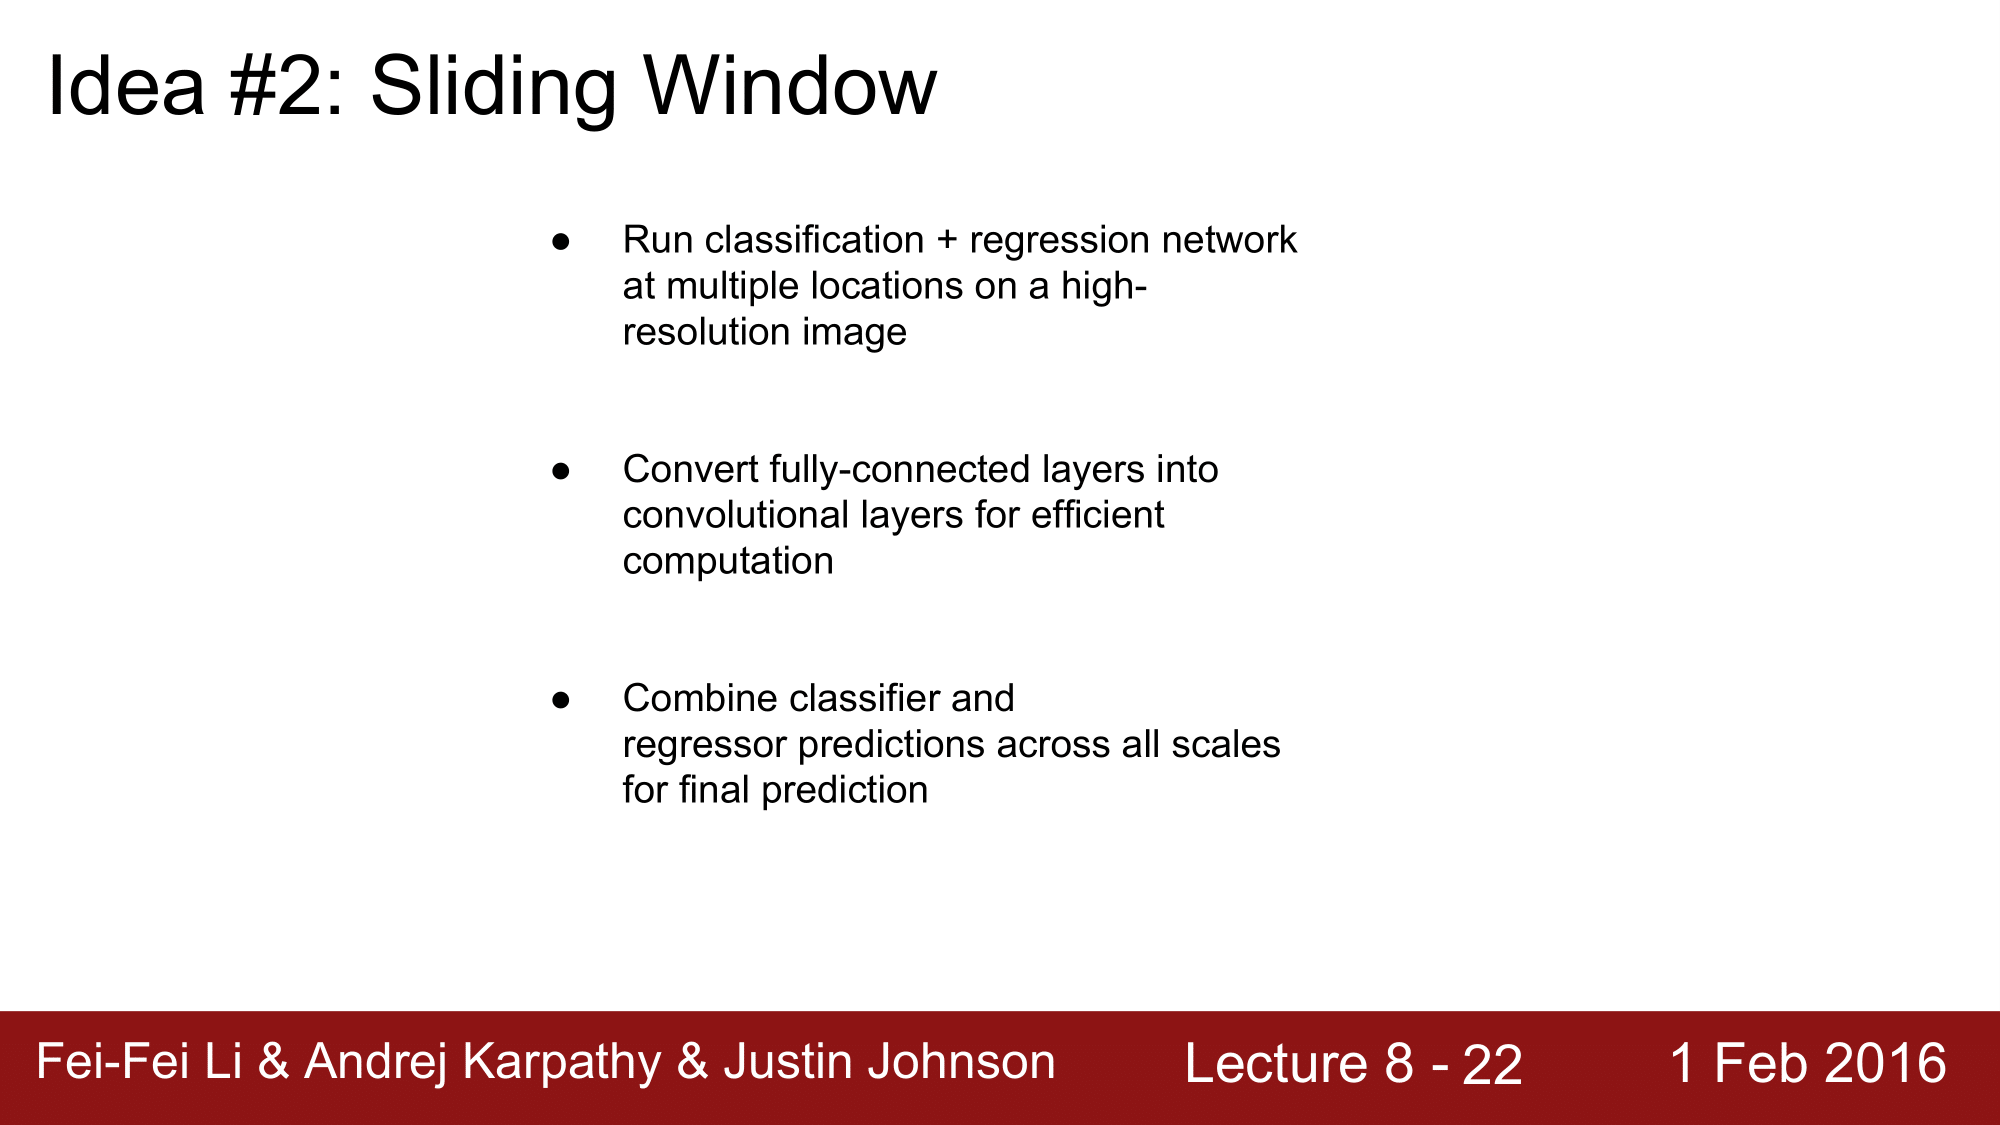 Idea #2: Sliding Window
● Run classification + regression network
at multiple locations on a high-
resolution image
● Convert fully-connected layers into
convolutional layers for efficient
computation
● Combine classifier and
regressor predictions across all scales
for final prediction
Fei-Fei Li & Andrej Karpathy & Justin Johnson Lecture 8 - 22 1 Feb 2016